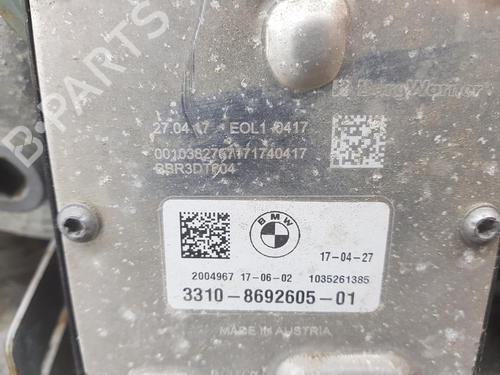 B-PARTS
BorgWarner
27.04.17 EOL1 0417
BMW
17-04-27
2004967 17-06-02 1035261385
3310-8692605-01
MADE IN AUSTRIA